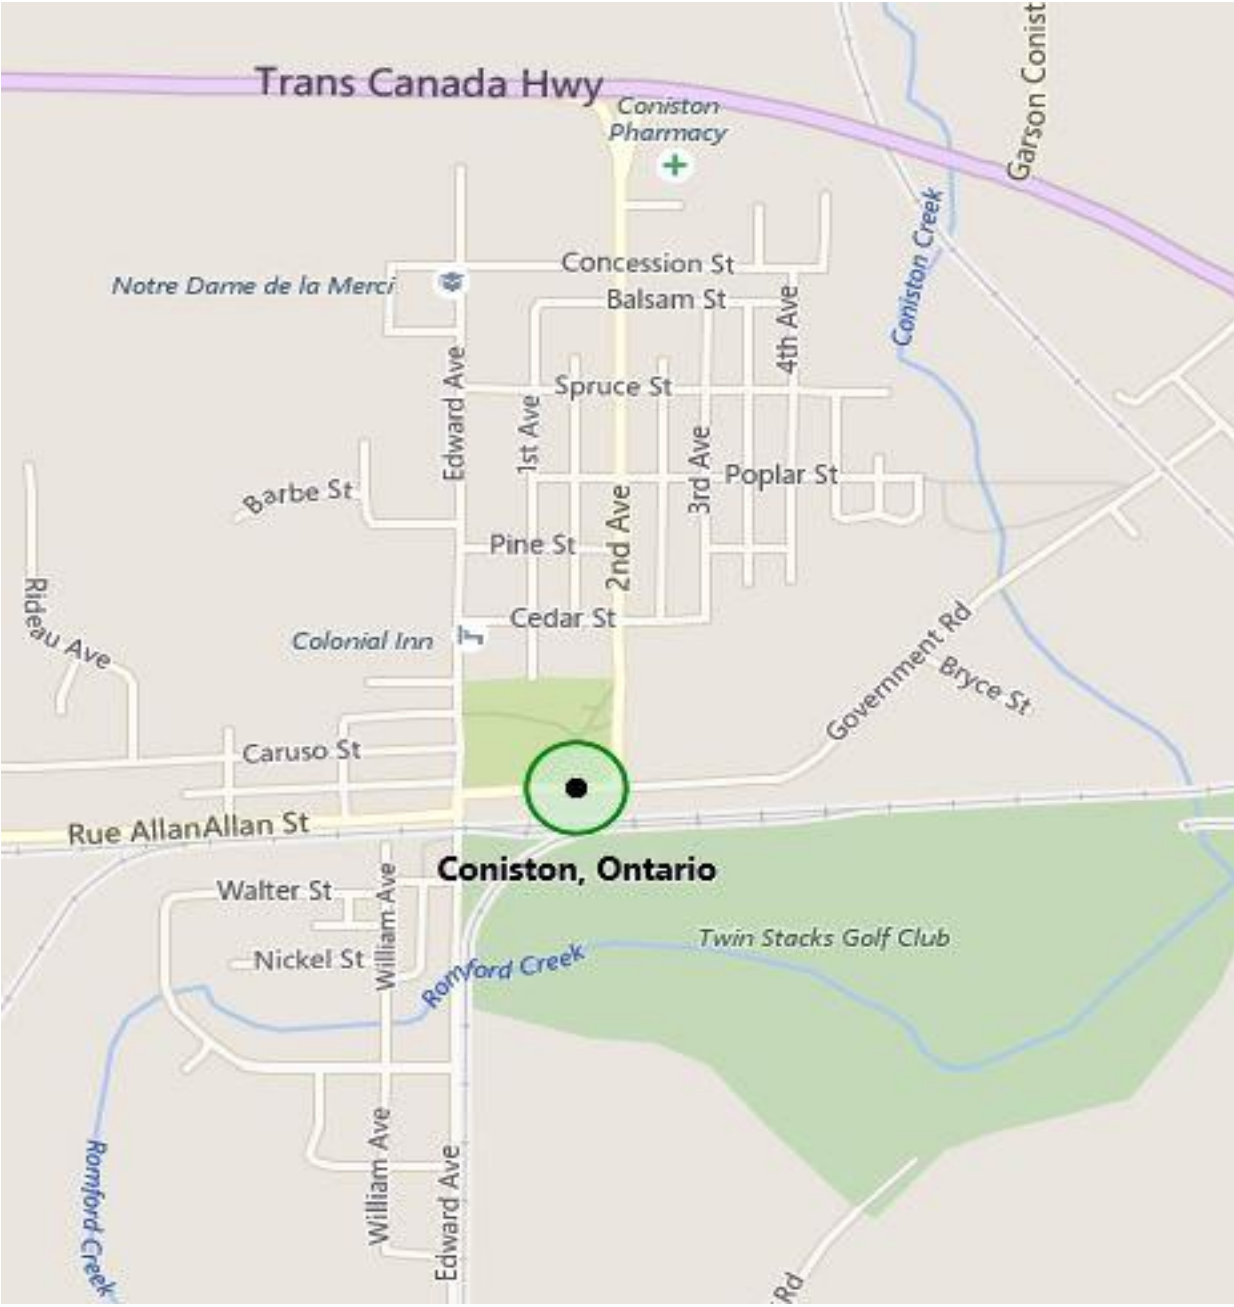 Trans Canada Hwy
Coniston
Pharmacy
Garson Conist
Coniston Creek
Concession St
Notre Dame de la Merci
Balsam St
4th Ave
Edward Ave
Spruce St
1st Ave
3rd Ave
Poplar St
Barbe St
2nd Ave
Pine St
Rideau Ave
Cedar St
Colonial Inn
Government Rd
Bryce St
Caruso St
Rue Allan Allan St
Coniston, Ontario
Walter St
William Ave
Twin Stacks Golf Club
Nickel St
Romford Creek
Romford Creek
William Ave
Edward Ave
Rd